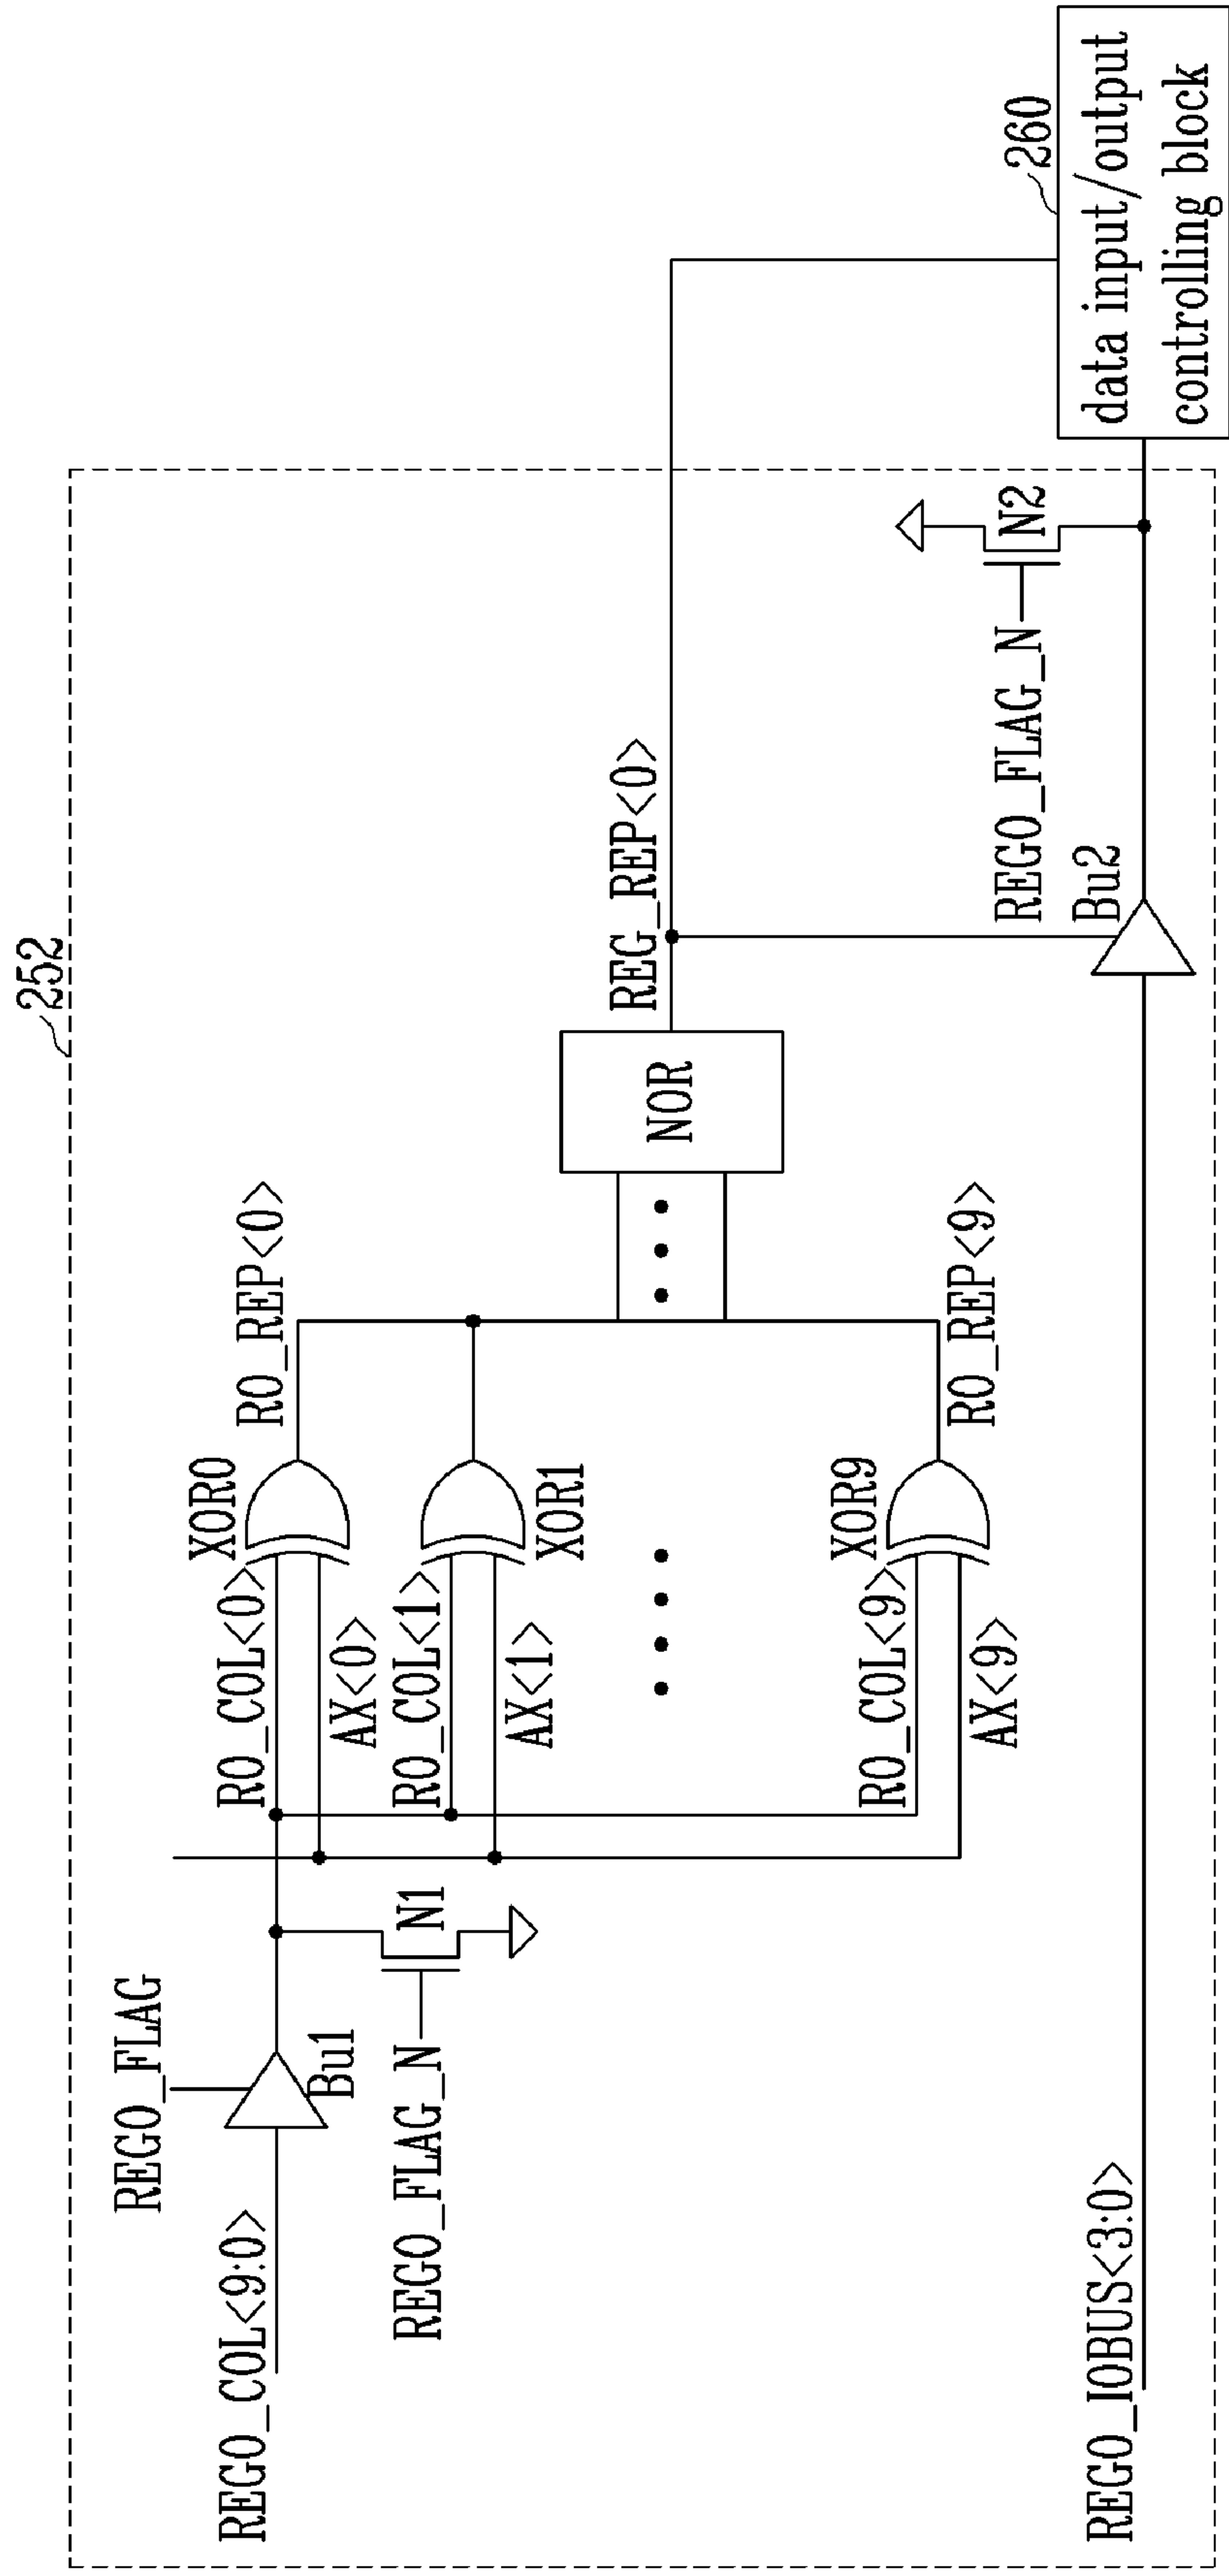 252
REGO_FLAG
REGO_COL<9:0>
Bu1
REGO_FLAG_N
N1
RO_COL<0>
AX<0>
XOR0
RO_REP<0>
RO_COL<1>
AX<1>
XOR1
RO_COL<9>
AX<9>
XOR9
RO_REP<9>
NOR
REG_REP<0>
REGO_FLAG_N
N2
Bu2
REGO_IOBUS<3:0>
260
data input/output
controlling block